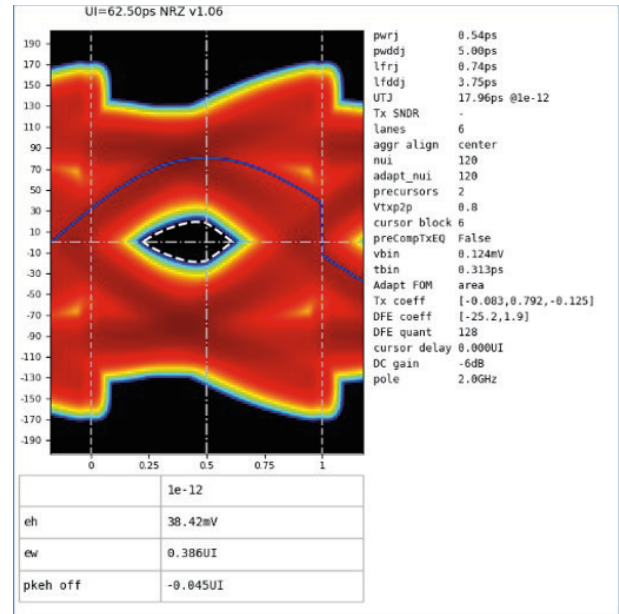 UI=62.50ps NRZ v1.06
190
170
150
130
110
90
70
50
30
10
-10
-30
-50
-70
-90
-110
-130
-150
-170
-190
0
0.25
0.5
0.75
1
pwrj 0.54ps
pwddj 5.00ps
lfrj 0.74ps
lfddj 3.75ps
UTJ 17.96ps @1e-12
Tx SNDR -
lanes 6
aggr align center
nui 120
adapt_nui 120
precursors 2
Vtxp2p 0.8
cursor block 6
preCompTxEQ False
vbin 0.124mV
tbin 0.313ps
Adapt FOM area
Tx coeff [-0.083,0.792,-0.125]
DFE coeff [-25.2,1.9]
DFE quant 128
cursor delay 0.000UI
DC gain -6dB
pole 2.0GHz
1e-12
eh 38.42mV
ew 0.386UI
pkeh off -0.045UI